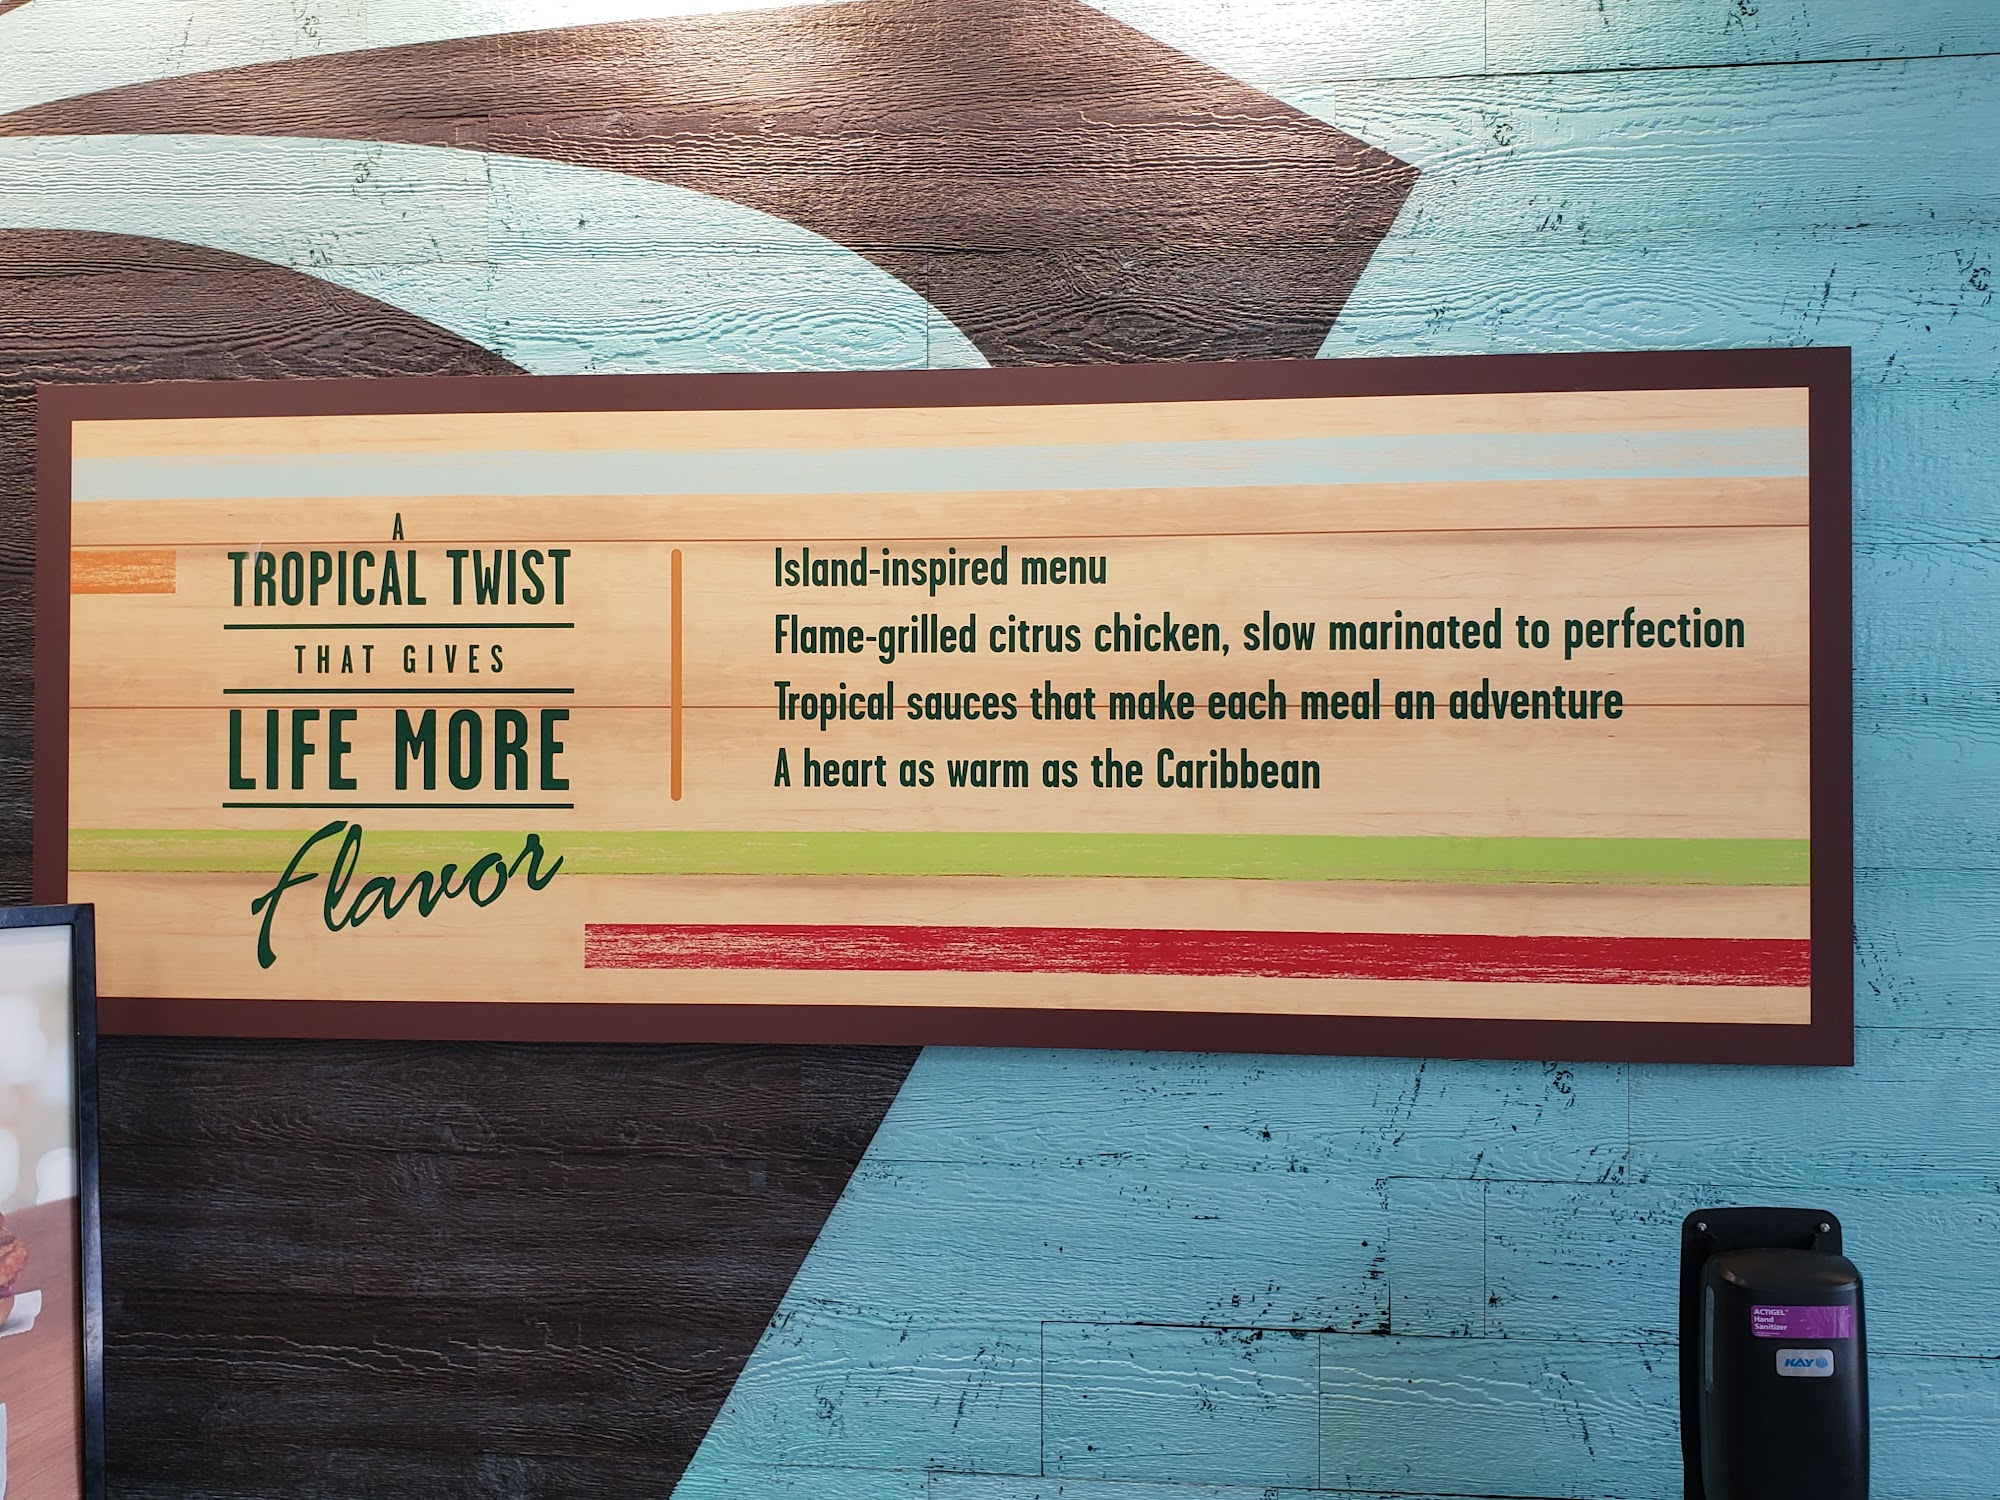 A
TROPICAL TWIST
THAT GIVES
LIFE MORE
Flavor
Island-inspired menu
Flame-grilled citrus chicken, slow marinated to perfection
Tropical sauces that make each meal an adventure
A heart as warm as the Caribbean
ACTIGEL™
Hand
Sanitizer
KAY